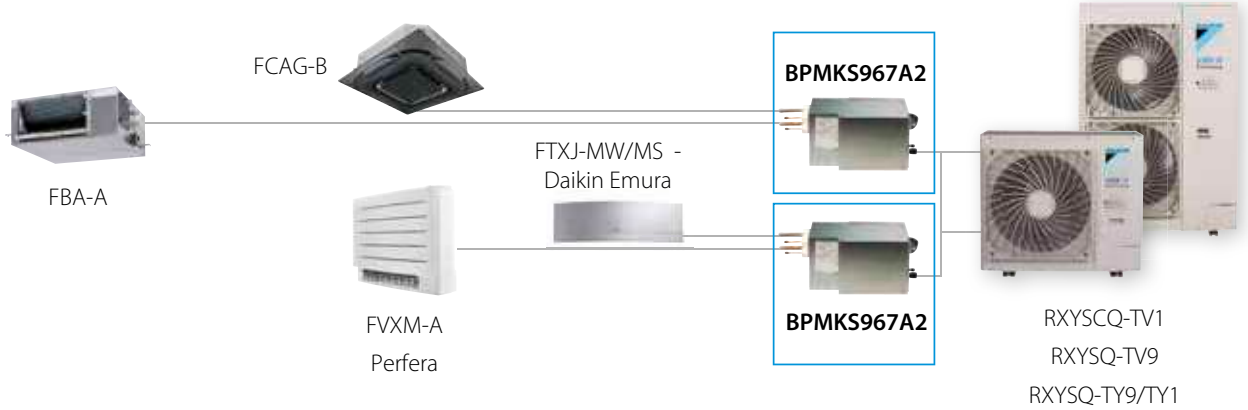 FCAG-B
BPMKS967A2
FTXJ-MW/MS -
Daikin Emura
FBA-A
FVXM-A
Perfera
BPMKS967A2
RXYSCQ-TV1
RXYSQ-TV9
RXYSQ-TY9/TY1